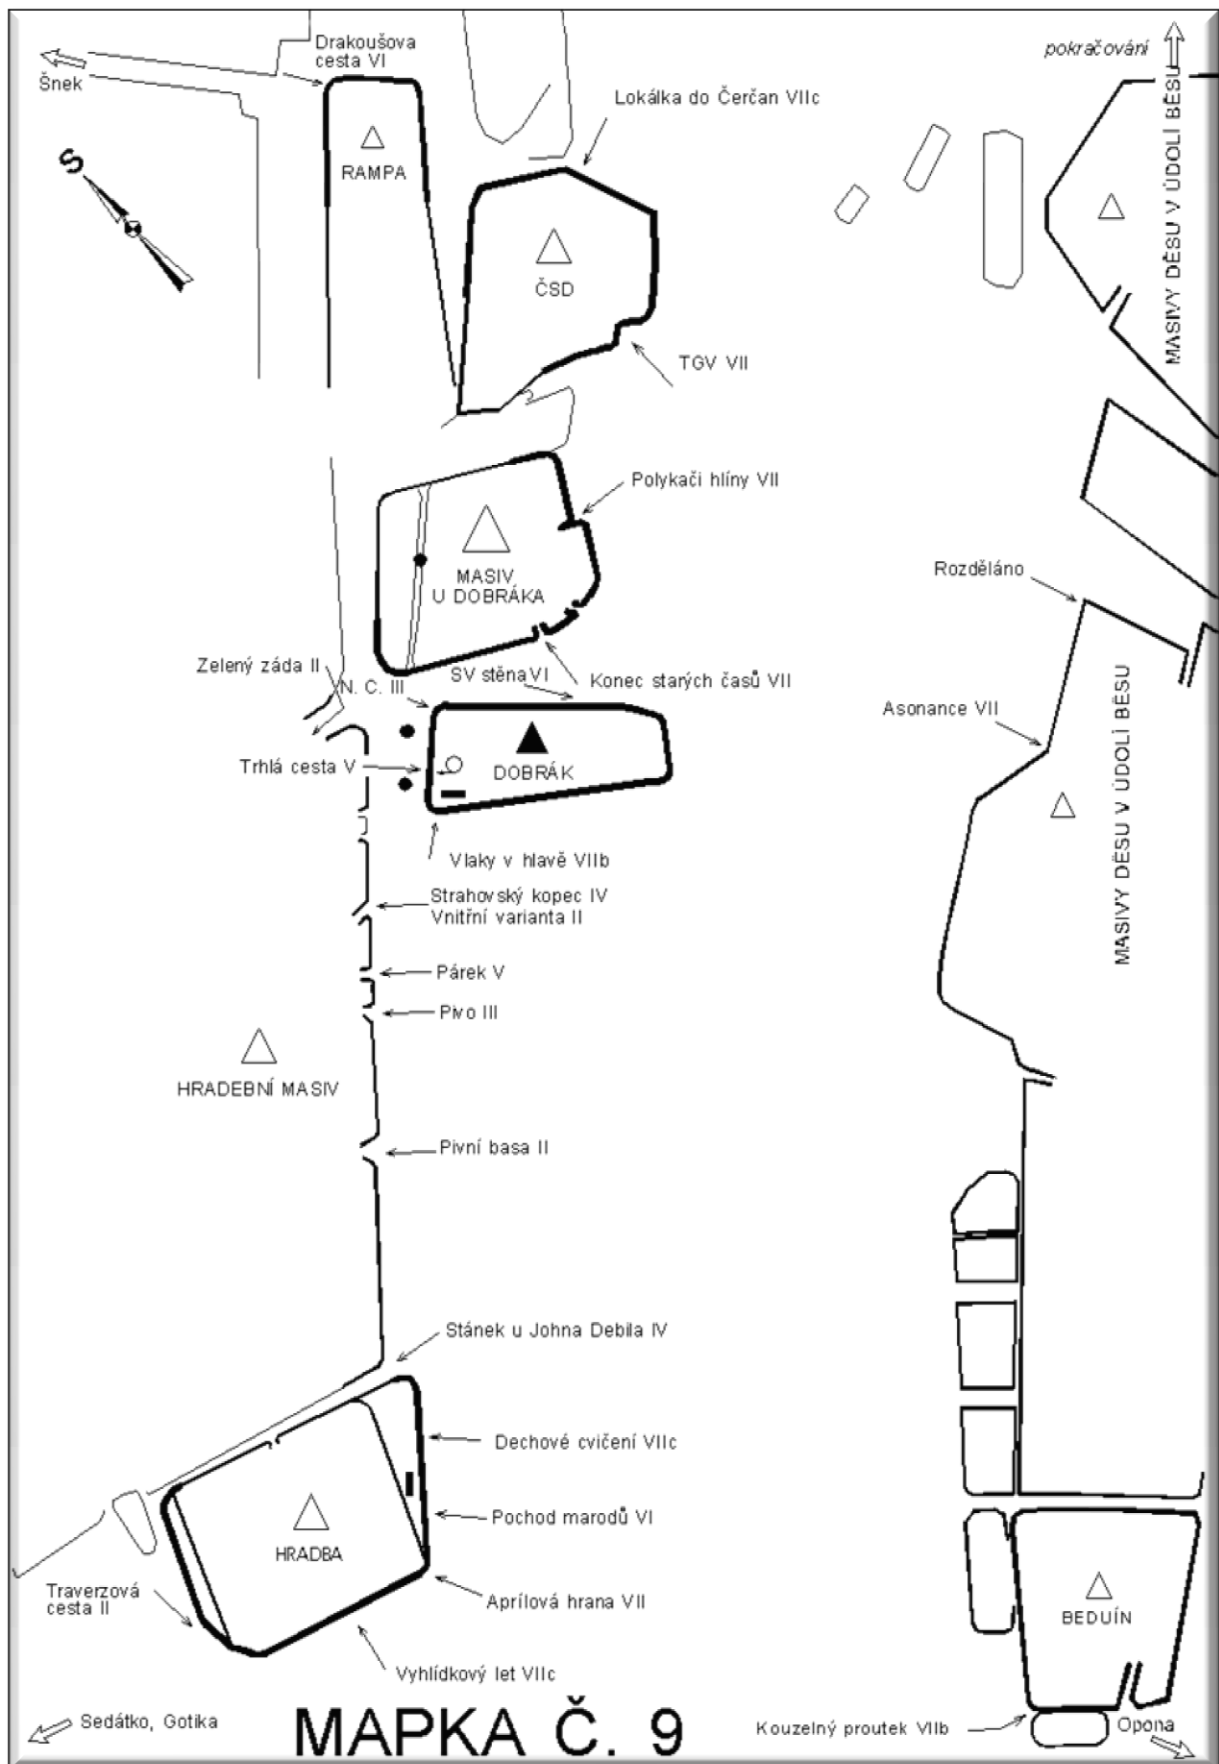 Drakoušova
cesta VI
pokračování
Šnek
Lokálka do Čerčan VIIc
S
RAMPA
MASIVY DĚSU V ÚDOLÍ BĚSU
ČSD
TGV VII
Polykači hlíny VII
MASIV
U DOBRÁKA
Rozděláno
Zelený záda II
SV stěna VI
Konec starých časů VII
N. C. III
Asonance VII
Trhlá cesta V
DOBRÁK
MASIVY DĚSU V ÚDOLÍ BĚSU
Vlaky v hlavě VIIb
Strahovský kopec IV
Vnitřní varianta II
Párek V
Pivo III
HRADEBNÍ MASIV
Pivní basa II
Stánek u Johna Debila IV
Dechové cvičení VIIc
Pochod marodů VI
HRADBA
Traverzová
cesta II
Aprílová hrana VII
BEDUÍN
Vyhlídkový let VIIc
Sedátko, Gotika
MAPKA Č. 9
Kouzelný proutek VIIb
Opona